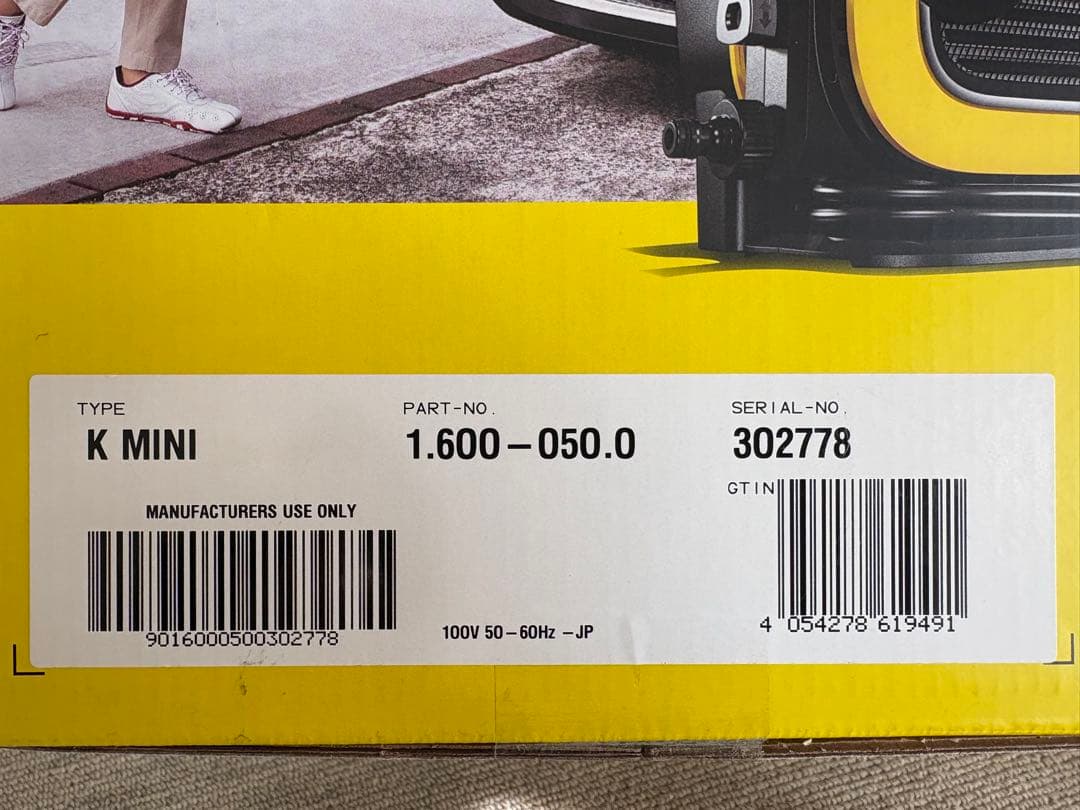 TYPE PART-NO. SERIAL-NO.
K MINI 1.600-050.0 302778
GTIN
MANUFACTURERS USE ONLY
9016000500302778 100V 50-60Hz -JP 4 054278 619491